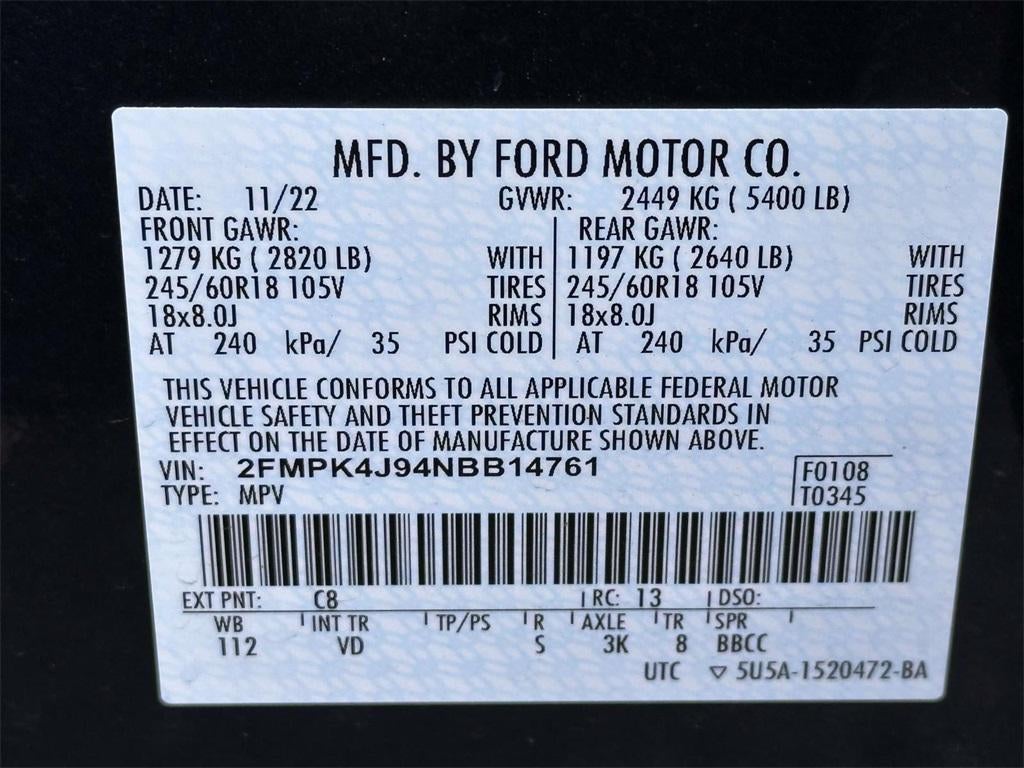 MFD. BY FORD MOTOR CO.
DATE: 11/22 GVWR: 2449 KG ( 5400 LB)
FRONT GAWR: REAR GAWR:
1279 KG ( 2820 LB) WITH 1197 KG ( 2640 LB) WITH
245/60R18 105V TIRES 245/60R18 105V TIRES
18x8.0J RIMS 18x8.0J RIMS
AT 240 kPa/ 35 PSI COLD AT 240 kPa/ 35 PSI COLD
THIS VEHICLE CONFORMS TO ALL APPLICABLE FEDERAL MOTOR
VEHICLE SAFETY AND THEFT PREVENTION STANDARDS IN
EFFECT ON THE DATE OF MANUFACTURE SHOWN ABOVE.
VIN: 2FMPK4J94NBB14761 F0108
TYPE: MPV T0345
EXT PNT: C8 RC: 13 DSO:
WB INT TR TP/PS R AXLE TR SPR
112 VD S 3K 8 BBCC
UTC ▽ 5U5A-1520472-BA